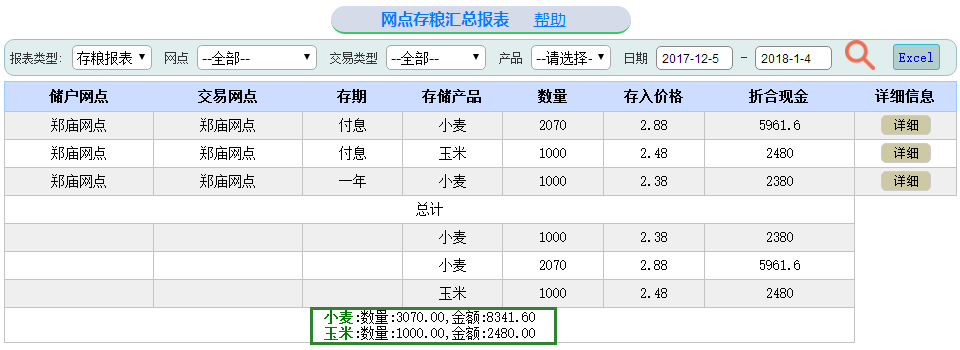 网点存粮汇总报表 帮助
报表类型: 存粮报表 网点 --全部-- 交易类型 --全部-- 产品 --请选择- 日期 2017-12-5 - 2018-1-4 Excel
储户网点 交易网点 存期 存储产品 数量 存入价格 折合现金 详细信息
郑庙网点 郑庙网点 付息 小麦 2070 2.88 5961.6 详细
郑庙网点 郑庙网点 付息 玉米 1000 2.48 2480 详细
郑庙网点 郑庙网点 一年 小麦 1000 2.38 2380 详细
总计
小麦 1000 2.38 2380
小麦 2070 2.88 5961.6
玉米 1000 2.48 2480
小麦:数量:3070.00,金额:8341.60
玉米:数量:1000.00,金额:2480.00